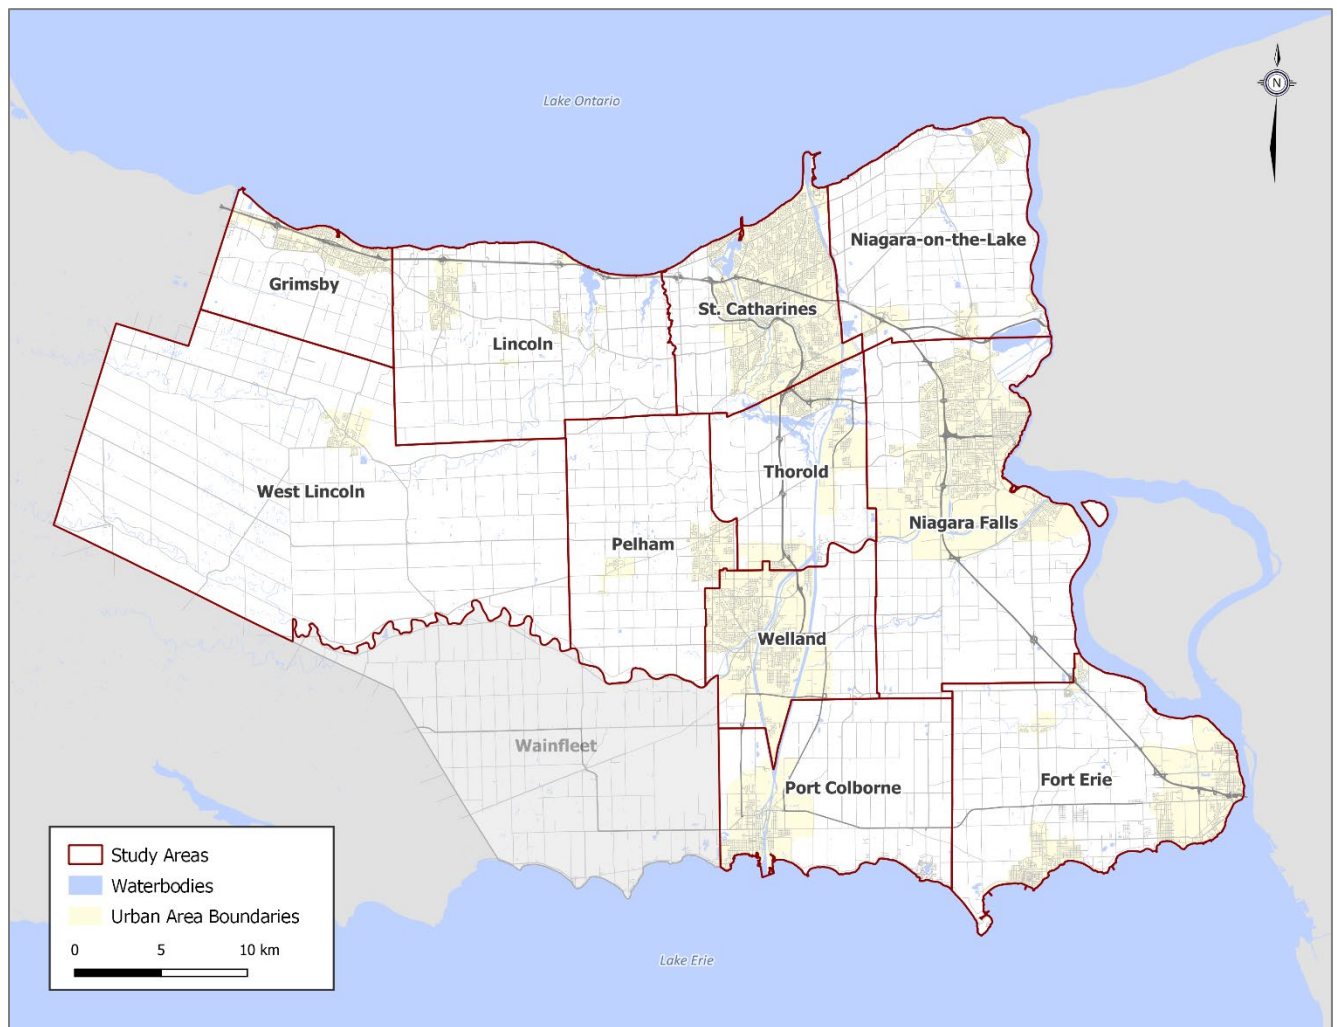 Lake Ontario
N
Niagara-on-the-Lake
Grimsby
St. Catharines
Lincoln
Thorold
West Lincoln
Niagara Falls
Pelham
Welland
Wainfleet
Fort Erie
Port Colborne
Study Areas
Waterbodies
Urban Area Boundaries
0 5 10 km
Lake Erie